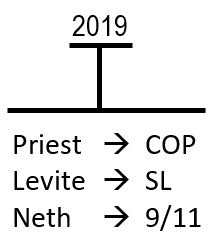 2019
Priest → COP
Levite → SL
Neth → 9/11